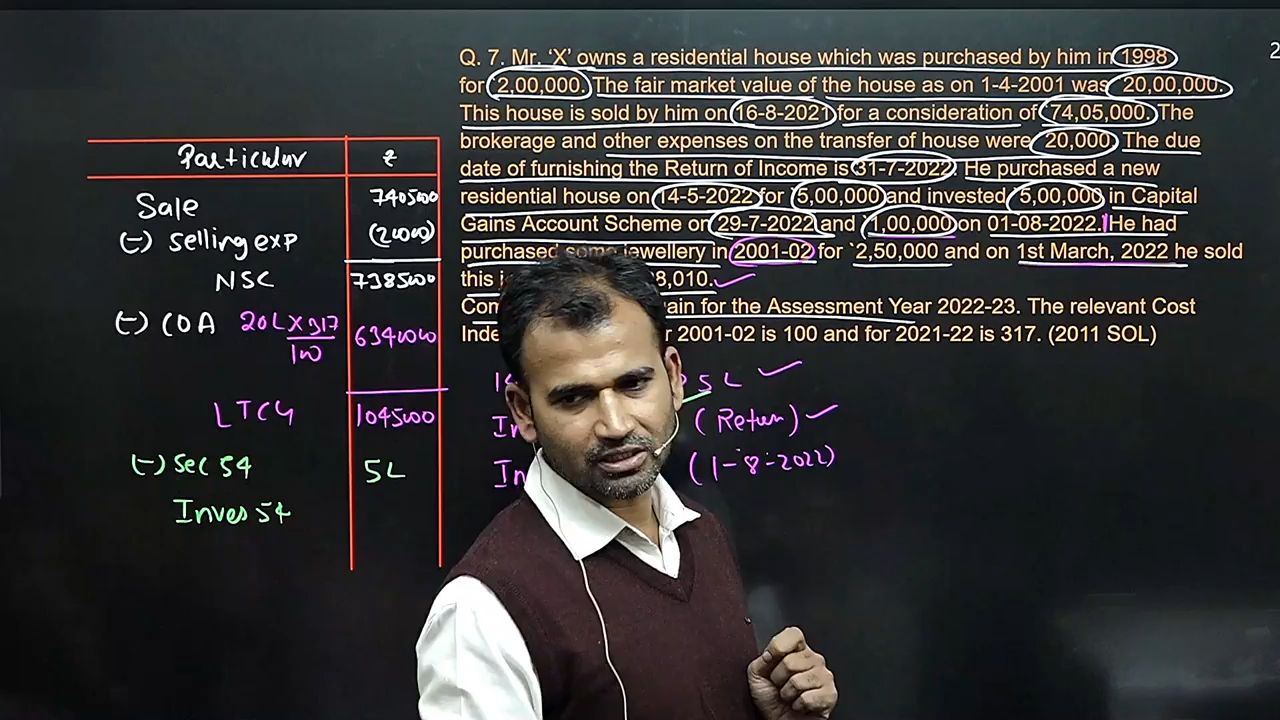 Q. 7. Mr. 'X' owns a residential house which was purchased by him in 1998
for 2,00,000. The fair market value of the house as on 1-4-2001 was 20,00,000.
This house is sold by him on 16-8-2021 for a consideration of 74,05,000. The
brokerage and other expenses on the transfer of house were 20,000. The due
date of furnishing the Return of Income is 31-7-2022. He purchased a new
residential house on 14-5-2022 for 5,00,000 and invested 5,00,000 in Capital
Gains Account Scheme on 29-7-2022 and 1,00,000 on 01-08-2022. He had
purchased some jewellery in 2001-02 for `2,50,000 and on 1st March, 2022 he sold
this 8,010.
ain for the Assessment Year 2022-23. The relevant Cost
r 2001-02 is 100 and for 2021-22 is 317. (2011 SOL)
2
Particular ₹
Sale 7405000
(-) Selling exp (20000)
NSC 7385000
(-) COA 20L X 317 6340000
100
LTCG 1045000
(-) Sec 54 5L
Inves 54
5L
(Return)
(1-8-2022)